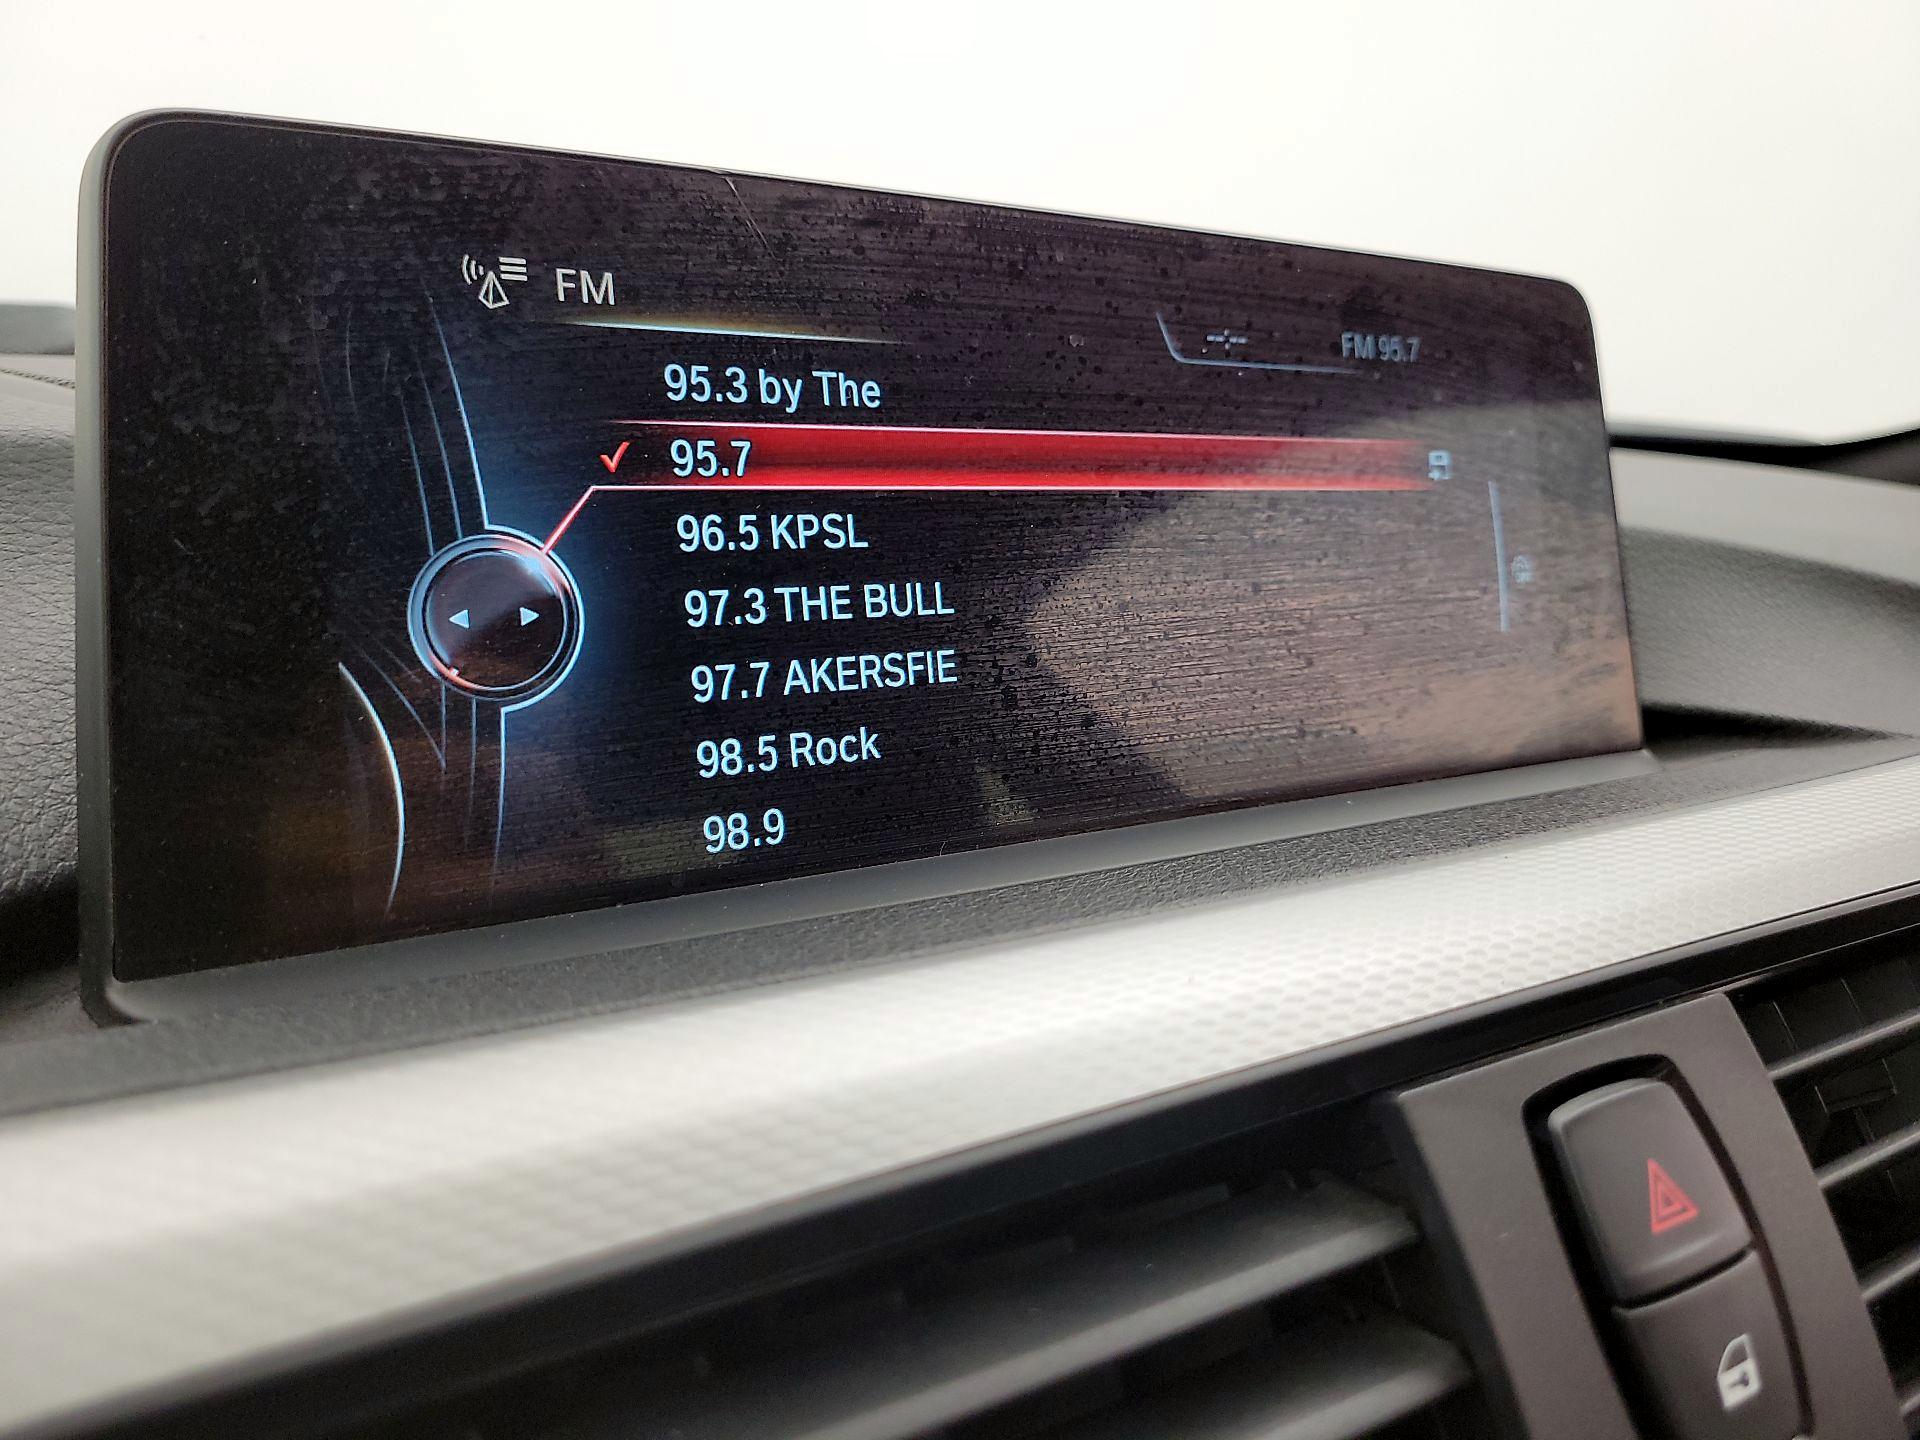 FM
--:-- FM 95.7
95.3 by The
95.7
96.5 KPSL
97.3 THE BULL
97.7 AKERSFIE
98.5 Rock
98.9